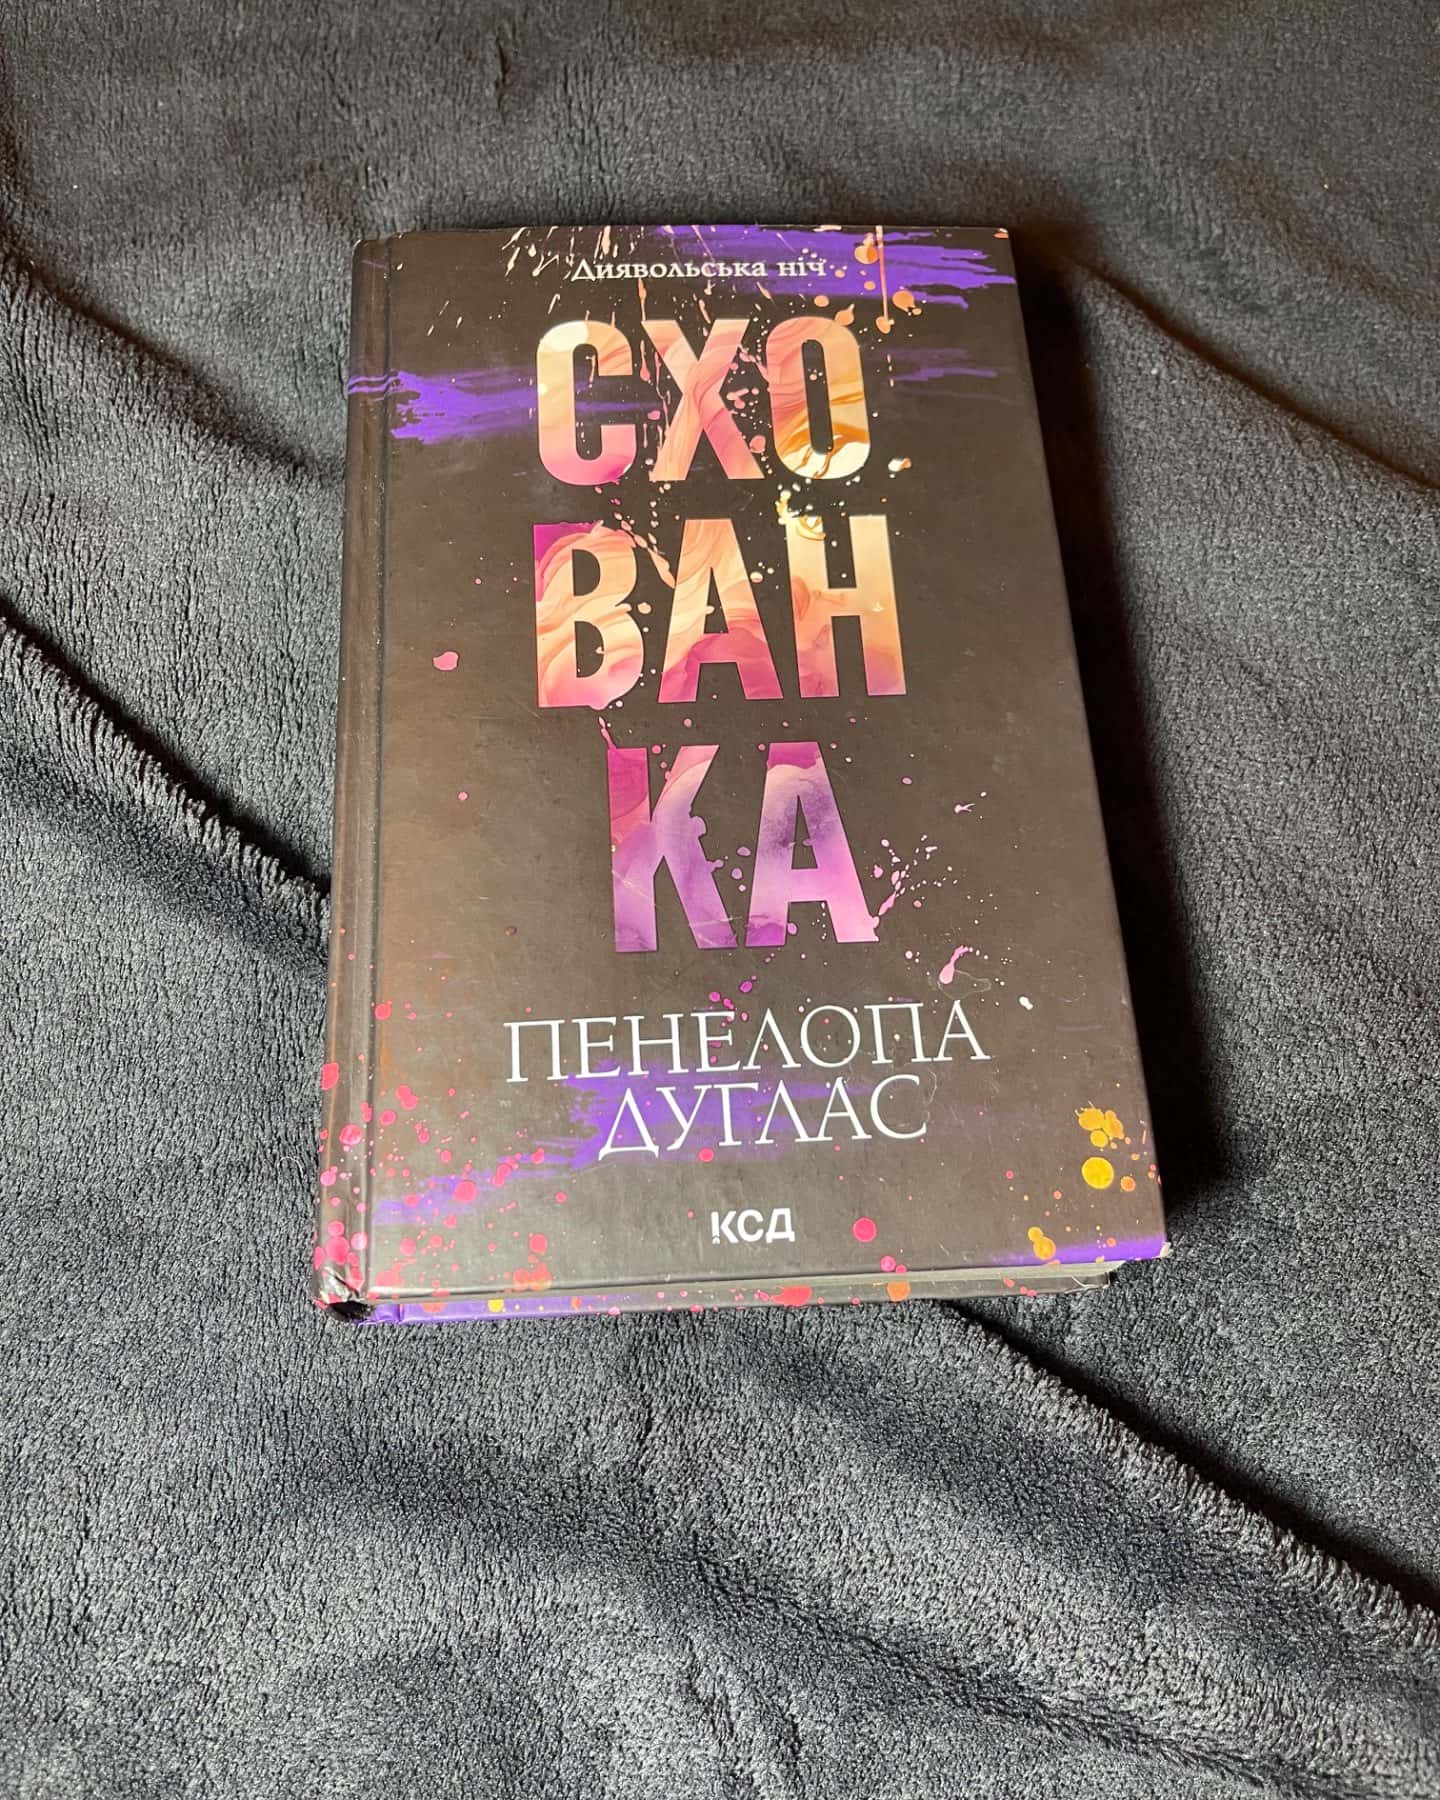 Диявольська ніч
СХО
ВАН
КА
ПЕНЕЛОПА
ДУГЛАС
КСД